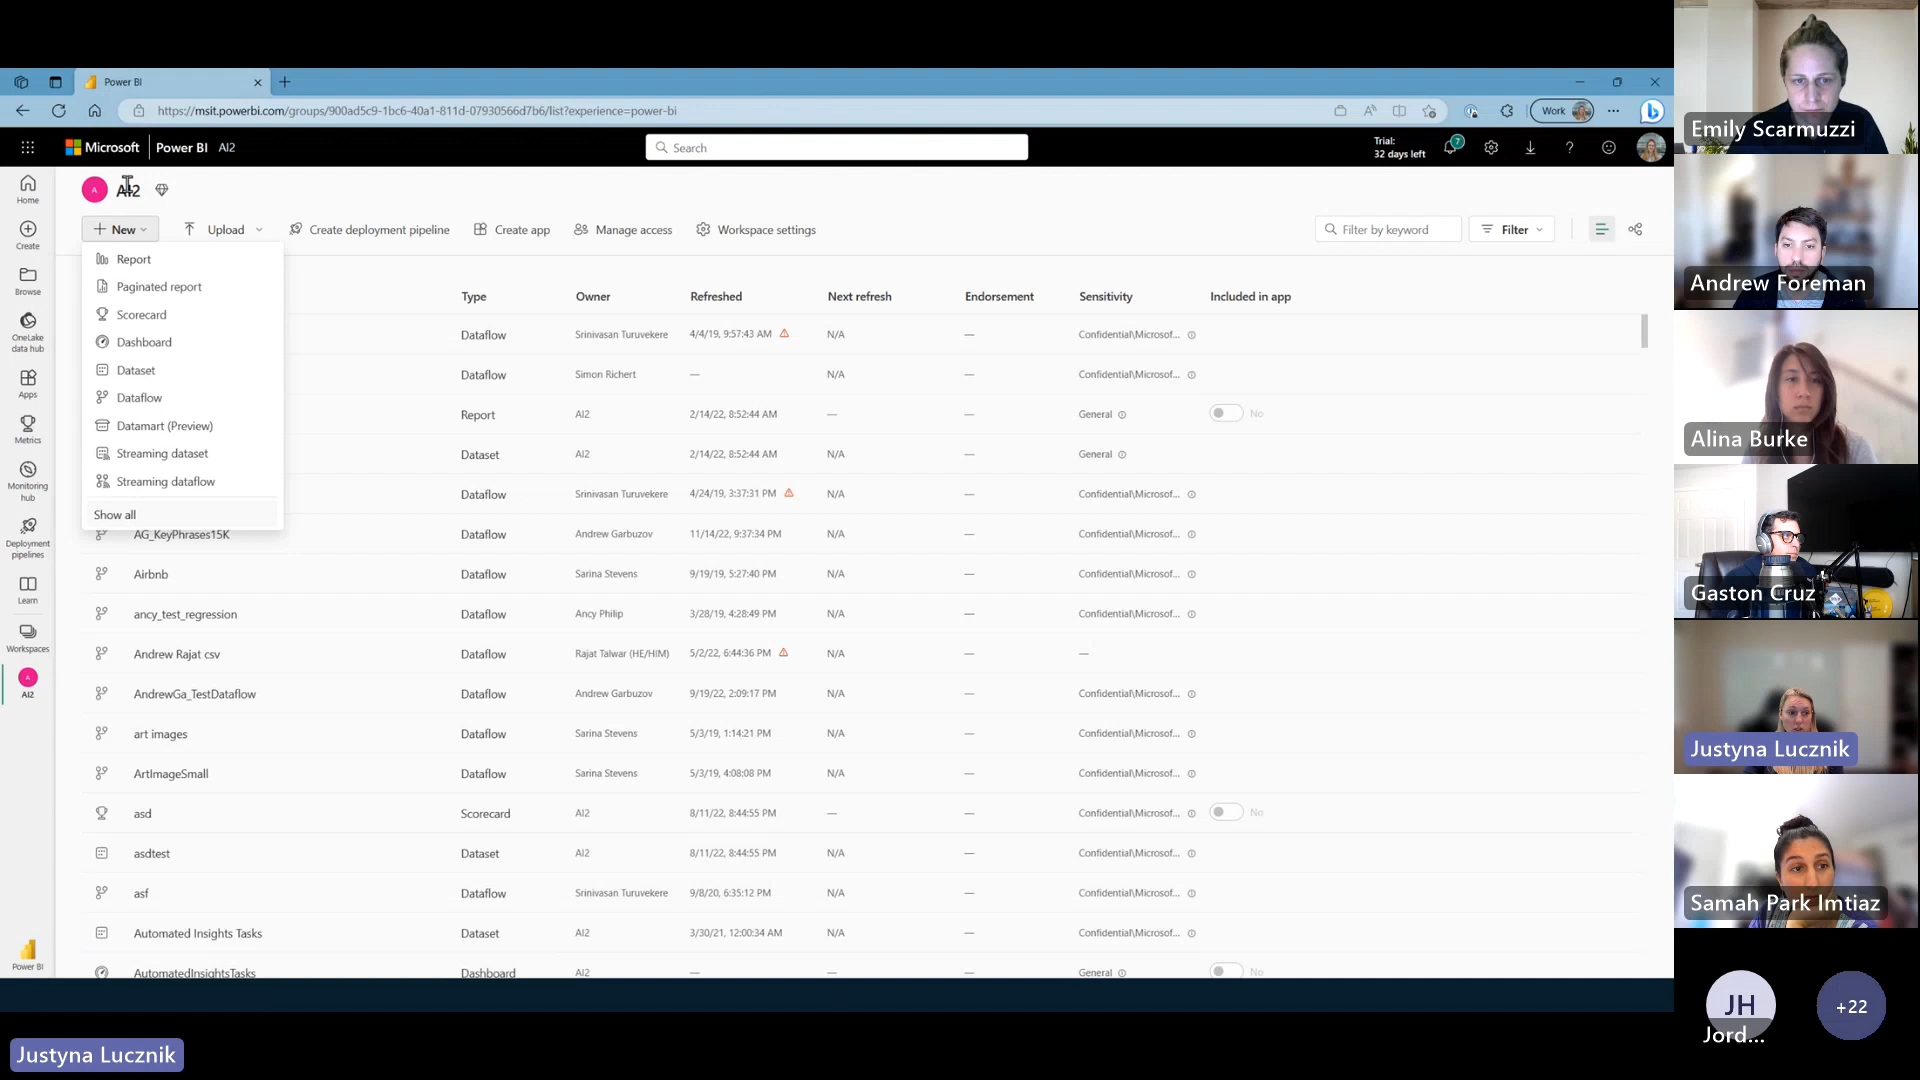 Power BI
https://msit.powerbi.com/groups/900ad5c9-1bc6-40a1-811d-07930566d7b6/list?experience=power-bi
Work
Microsoft Power BI AI2
Search
Trial:
32 days left
7
A AI2
New Upload Create deployment pipeline Create app Manage access Workspace settings
Filter by keyword Filter
Home
Create
Browse
OneLake
data hub
Apps
Metrics
Monitoring
hub
Deployment
pipelines
Learn
Workspaces
A
AI2
Power BI
Report
Paginated report
Scorecard
Dashboard
Dataset
Dataflow
Datamart (Preview)
Streaming dataset
Streaming dataflow
Show all
Type Owner Refreshed Next refresh Endorsement Sensitivity Included in app
Dataflow Srinivasan Turuvekere 4/4/19, 9:57:43 AM N/A — Confidential\Microsof...
Dataflow Simon Richert — N/A — Confidential\Microsof...
Report AI2 2/14/22, 8:52:44 AM — — General No
Dataset AI2 2/14/22, 8:52:44 AM N/A — General
Dataflow Srinivasan Turuvekere 4/24/19, 3:37:31 PM N/A — Confidential\Microsof...
AG_KeyPhrases15K Dataflow Andrew Garbuzov 11/14/22, 9:37:34 PM N/A — Confidential\Microsof...
Airbnb Dataflow Sarina Stevens 9/19/19, 5:27:40 PM N/A — Confidential\Microsof...
ancy_test_regression Dataflow Ancy Philip 3/28/19, 4:28:49 PM N/A — Confidential\Microsof...
Andrew Rajat csv Dataflow Rajat Talwar (HE/HIM) 5/2/22, 6:44:36 PM N/A — —
AndrewGa_TestDataflow Dataflow Andrew Garbuzov 9/19/22, 2:09:17 PM N/A — Confidential\Microsof...
art images Dataflow Sarina Stevens 5/3/19, 1:14:21 PM N/A — Confidential\Microsof...
ArtImageSmall Dataflow Sarina Stevens 5/3/19, 4:08:08 PM N/A — Confidential\Microsof...
asd Scorecard AI2 8/11/22, 8:44:55 PM — — Confidential\Microsof... No
asdtest Dataset AI2 8/11/22, 8:44:55 PM N/A — Confidential\Microsof...
asf Dataflow Srinivasan Turuvekere 9/8/20, 6:35:12 PM N/A — Confidential\Microsof...
Automated Insights Tasks Dataset AI2 3/30/21, 12:00:34 AM N/A — Confidential\Microsof...
AutomatedInsightsTasks Dashboard AI2 — — — General No
Emily Scarmuzzi
Andrew Foreman
Alina Burke
Gaston Cruz
Justyna Lucznik
Samah Park Imtiaz
JH
Jord...
+22
Justyna Lucznik